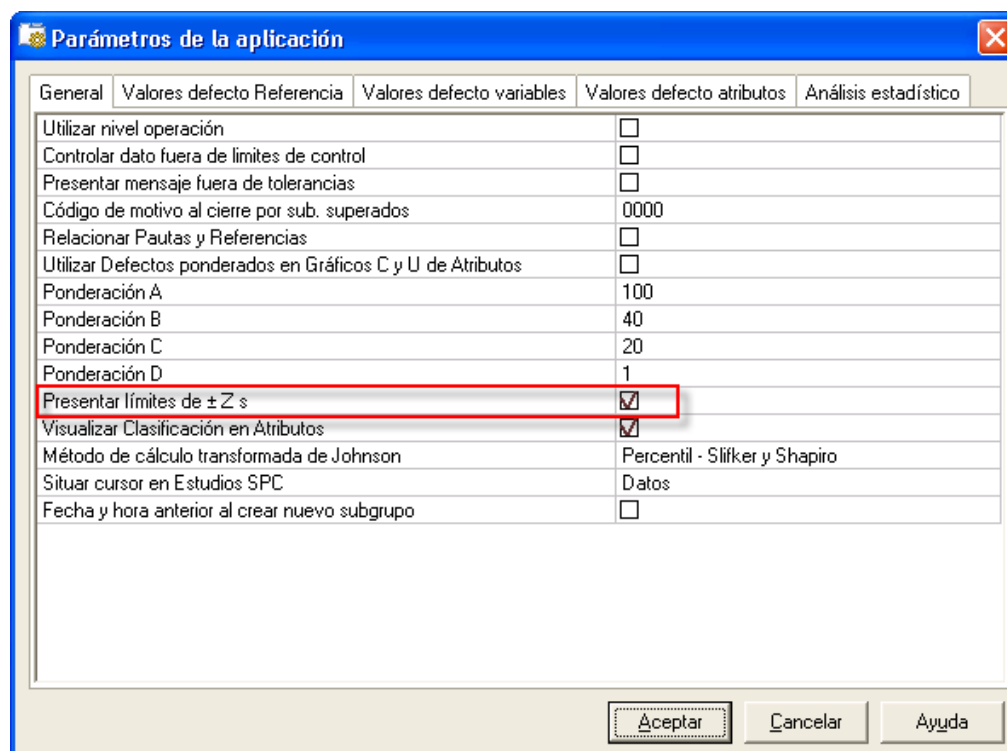 Parámetros de la aplicación
General Valores defecto Referencia Valores defecto variables Valores defecto atributos Análisis estadístico
Utilizar nivel operación
Controlar dato fuera de limites de control
Presentar mensaje fuera de tolerancias
Código de motivo al cierre por sub. superados 0000
Relacionar Pautas y Referencias
Utilizar Defectos ponderados en Gráficos C y U de Atributos
Ponderación A 100
Ponderación B 40
Ponderación C 20
Ponderación D 1
Presentar límites de ± Z s
Visualizar Clasificación en Atributos
Método de cálculo transformada de Johnson Percentil - Slifker y Shapiro
Situar cursor en Estudios SPC Datos
Fecha y hora anterior al crear nuevo subgrupo
Aceptar Cancelar Ayuda